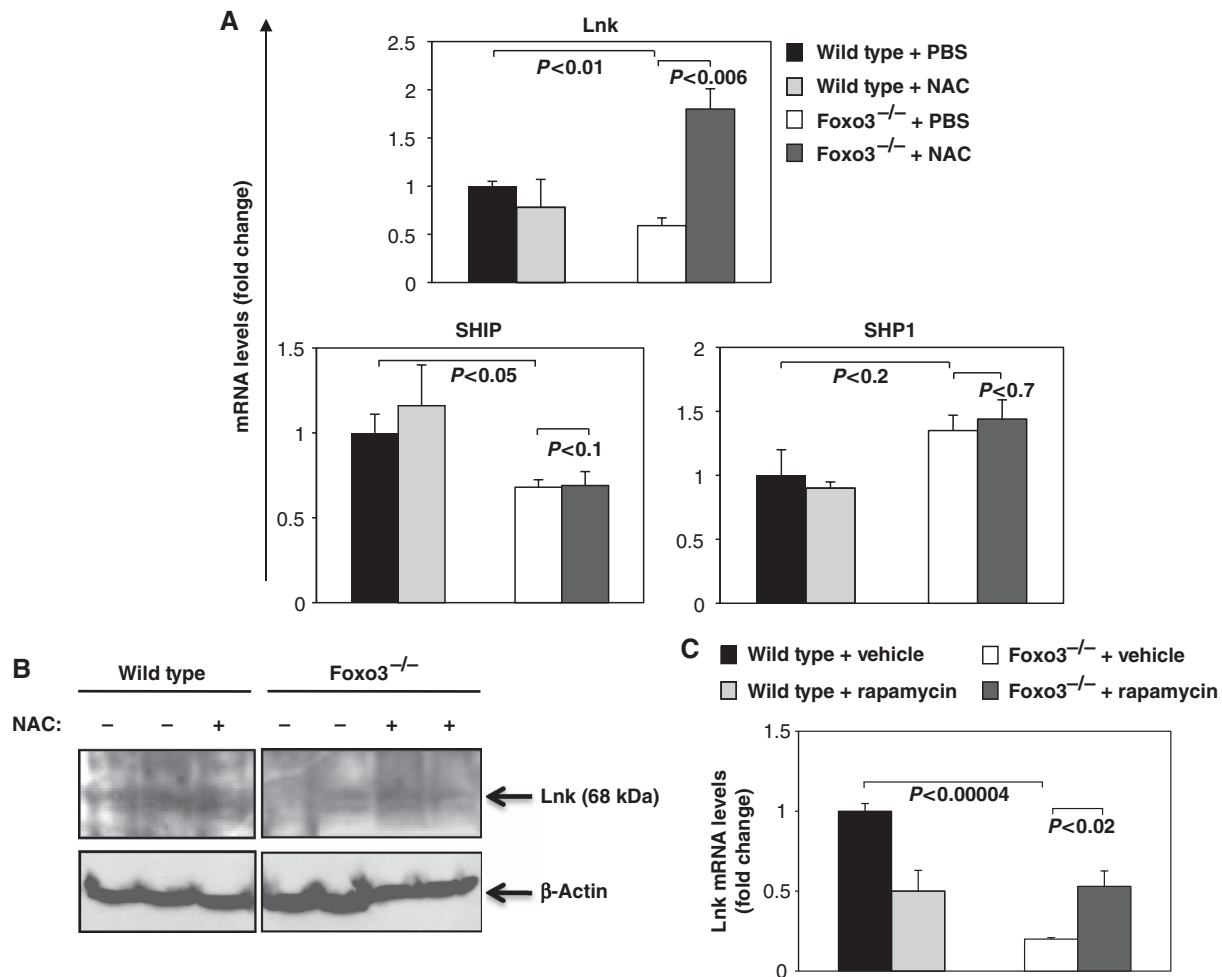 A
mRNA levels (fold change)
Lnk
2.5
2
1.5
1
0.5
0
P<0.01
P<0.006
Wild type + PBS
Wild type + NAC
Foxo3−/− + PBS
Foxo3−/− + NAC
SHIP
1.5
1
0.5
0
P<0.05
P<0.1
SHP1
2
1.5
1
0.5
0
P<0.2
P<0.7
B
Wild type
Foxo3−/−
NAC: − − + − − + +
Lnk (68 kDa)
β-Actin
C
Wild type + vehicle
Foxo3−/− + vehicle
Wild type + rapamycin
Foxo3−/− + rapamycin
Lnk mRNA levels
(fold change)
1.5
1
0.5
0
P<0.00004
P<0.02